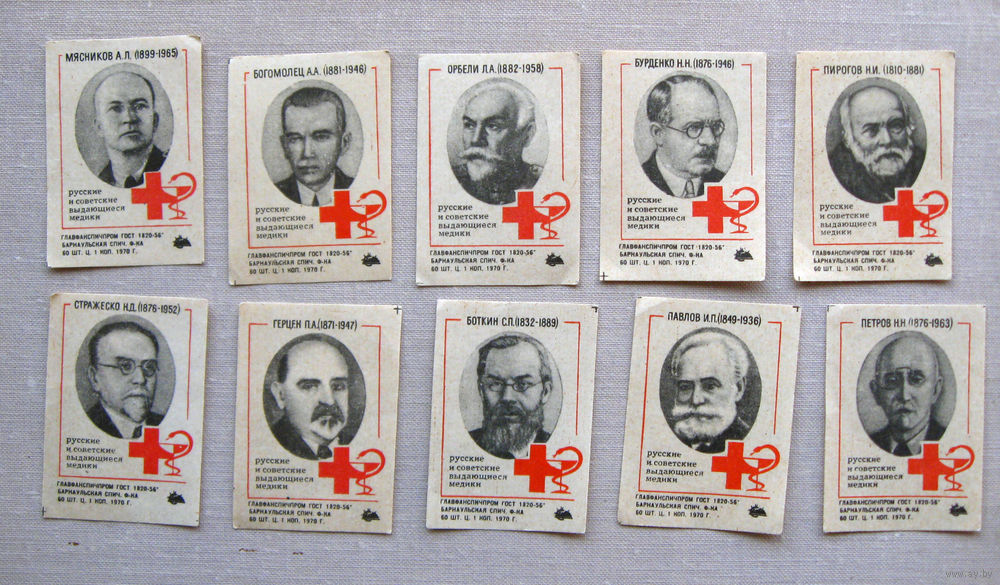 МЯСНИКОВ А.Л. (1899-1965)
русские
и советские
выдающиеся
медики
ГЛАВФАНСПИЧПРОМ ГОСТ 1820-56*
БАРНАУЛЬСКАЯ СПИЧ. Ф-КА
60 ШТ. Ц. 1 КОП. 1970 Г.
БОГОМОЛЕЦ А.А. (1881-1946)
русские
и советские
выдающиеся
медики
ГЛАВФАНСПИЧПРОМ ГОСТ 1820-56*
БАРНАУЛЬСКАЯ СПИЧ. Ф-КА
60 ШТ. Ц. 1 КОП. 1970 Г.
ОРБЕЛИ Л.А. (1882-1958)
русские
и советские
выдающиеся
медики
ГЛАВФАНСПИЧПРОМ ГОСТ 1820-56*
БАРНАУЛЬСКАЯ СПИЧ. Ф-КА
60 ШТ. Ц. 1 КОП. 1970 Г.
БУРДЕНКО Н.Н. (1876-1946)
русские
и советские
выдающиеся
медики
ГЛАВФАНСПИЧПРОМ ГОСТ 1820-56*
БАРНАУЛЬСКАЯ СПИЧ. Ф-КА
60 ШТ. Ц. 1 КОП. 1970 Г.
ПИРОГОВ Н.И. (1810-1881)
русские
и советские
выдающиеся
медики
ГЛАВФАНСПИЧПРОМ ГОСТ 1820-56*
БАРНАУЛЬСКАЯ СПИЧ. Ф-КА
60 ШТ. Ц. 1 КОП. 1970 Г.
СТРАЖЕСКО Н.Д. (1876-1952)
русские
и советские
выдающиеся
медики
ГЛАВФАНСПИЧПРОМ ГОСТ 1820-56*
БАРНАУЛЬСКАЯ СПИЧ. Ф-КА
60 ШТ. Ц. 1 КОП. 1970 Г.
ГЕРЦЕН П.А. (1871-1947)
русские
и советские
выдающиеся
медики
ГЛАВФАНСПИЧПРОМ ГОСТ 1820-56*
БАРНАУЛЬСКАЯ СПИЧ. Ф-КА
60 ШТ. Ц. 1 КОП. 1970 Г.
БОТКИН С.П. (1832-1889)
русские
и советские
выдающиеся
медики
ГЛАВФАНСПИЧПРОМ ГОСТ 1820-56*
БАРНАУЛЬСКАЯ СПИЧ. Ф-КА
60 ШТ. Ц. 1 КОП. 1970 Г.
ПАВЛОВ И.П. (1849-1936)
русские
и советские
выдающиеся
медики
ГЛАВФАНСПИЧПРОМ ГОСТ 1820-56*
БАРНАУЛЬСКАЯ СПИЧ. Ф-КА
60 ШТ. Ц. 1 КОП. 1970 Г.
ПЕТРОВ Н.Н (1876-1963)
русские
и советские
выдающиеся
медики
ГЛАВФАНСПИЧПРОМ ГОСТ 1820-56*
БАРНАУЛЬСКАЯ СПИЧ. Ф-КА
60 ШТ. Ц. 1 КОП. 1970 Г.
www.ay.by